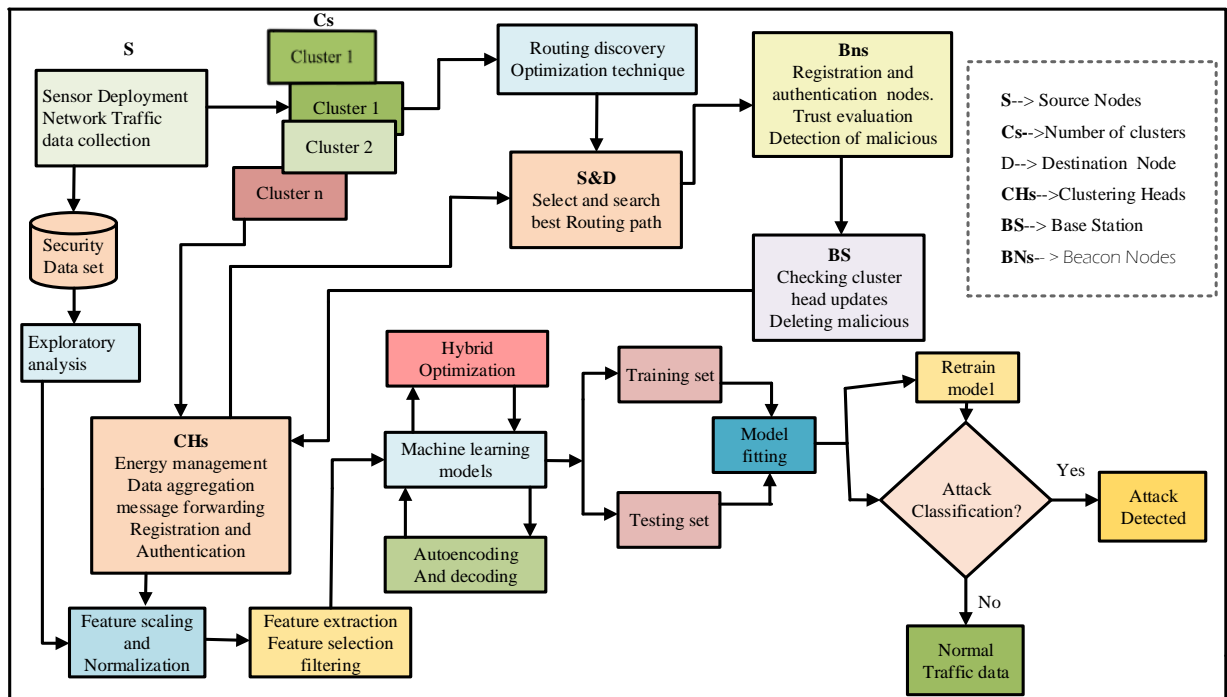 S
Sensor Deployment
Network Traffic
data collection
Cs
Cluster 1
Cluster 1
Cluster 2
Cluster n
Routing discovery
Optimization technique
S&D
Select and search
best Routing path
Bns
Registration and
authentication nodes.
Trust evaluation
Detection of malicious
BS
Checking cluster
head updates
Deleting malicious
S--> Source Nodes
Cs-->Number of clusters
D--> Destination Node
CHs-->Clustering Heads
BS--> Base Station
BNs-- > Beacon Nodes
Security
Data set
Exploratory
analysis
CHs
Energy management
Data aggregation
message forwarding
Registration and
Authentication
Feature scaling
and
Normalization
Feature extraction
Feature selection
filtering
Hybrid
Optimization
Machine learning
models
Autoencoding
And decoding
Training set
Testing set
Model
fitting
Retrain
model
Attack
Classification?
Yes
Attack
Detected
No
Normal
Traffic data